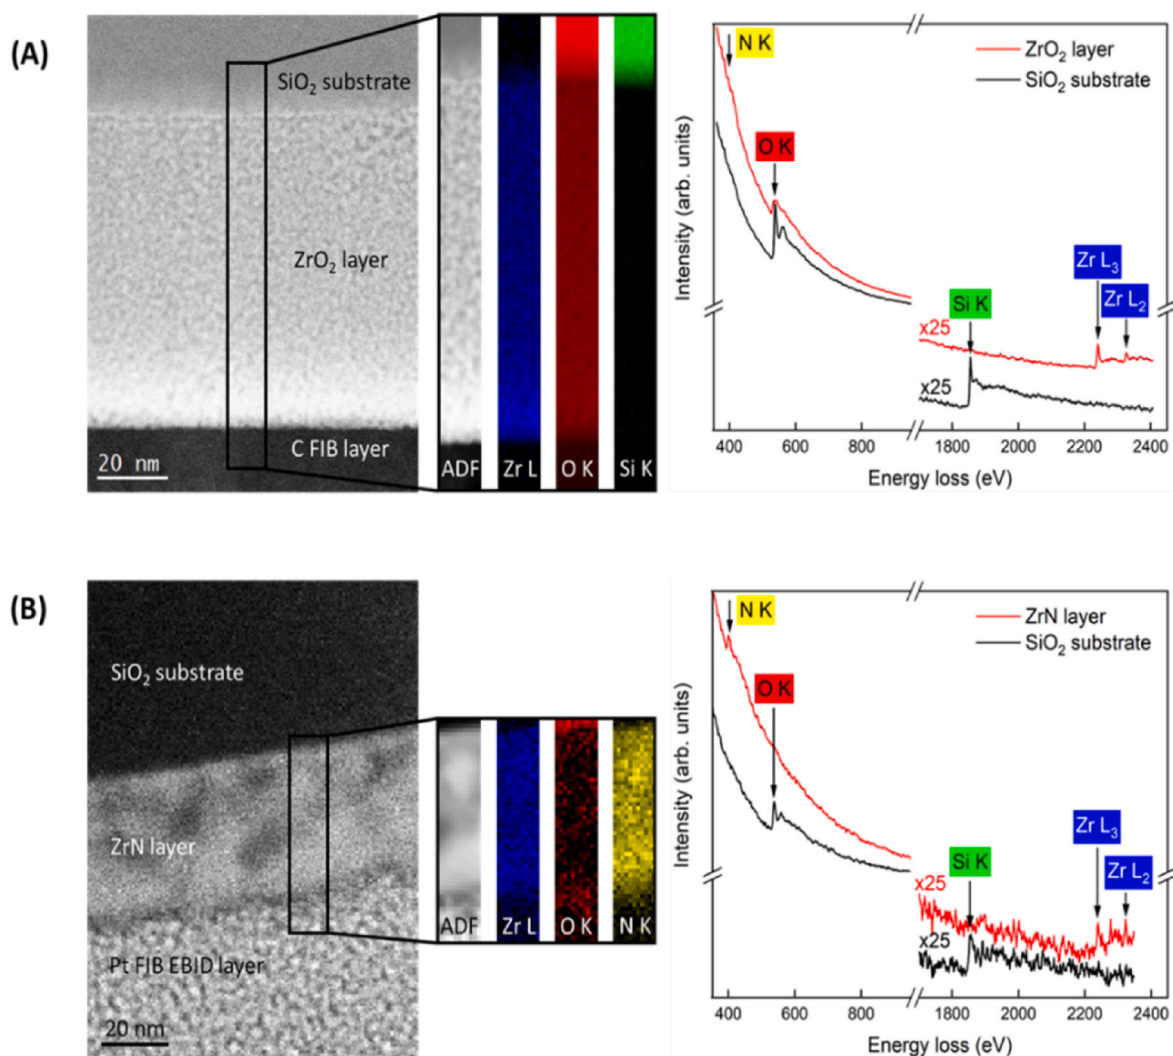 (A)
SiO₂ substrate
ZrO₂ layer
C FIB layer
20 nm
ADF
Zr L
O K
Si K
N K
ZrO₂ layer
SiO₂ substrate
O K
Zr L₃
Si K
Zr L₂
x25
x25
Intensity (arb. units)
400 600 800 1800 2000 2200 2400
Energy loss (eV)
(B)
SiO₂ substrate
ZrN layer
Pt FIB EBID layer
20 nm
ADF
Zr L
O K
N K
N K
ZrN layer
SiO₂ substrate
O K
Zr L₃
Si K
Zr L₂
x25
x25
Intensity (arb. units)
400 600 800 1800 2000 2200 2400
Energy loss (eV)